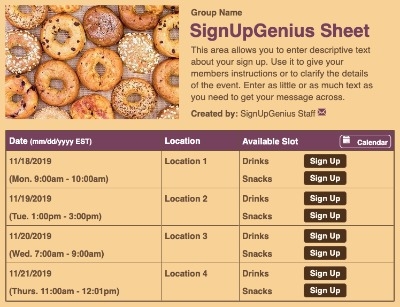 Group Name
SignUpGenius Sheet
This area allows you to enter descriptive text
about your sign up. Use it to give your
members instructions or to clarify the details
of the event. Enter as little or as much text as
you need to get your message across.
Created by: SignUpGenius Staff
Date (mm/dd/yyyy EST) Location Available Slot Calendar
11/18/2019 Location 1 Drinks Sign Up
(Mon. 9:00am - 10:00am) Snacks Sign Up
11/19/2019 Location 2 Drinks Sign Up
(Tue. 1:00pm - 3:00pm) Snacks Sign Up
11/20/2019 Location 3 Drinks Sign Up
(Wed. 7:00am - 9:00am) Snacks Sign Up
11/21/2019 Location 4 Drinks Sign Up
(Thurs. 11:00am - 12:01pm) Snacks Sign Up